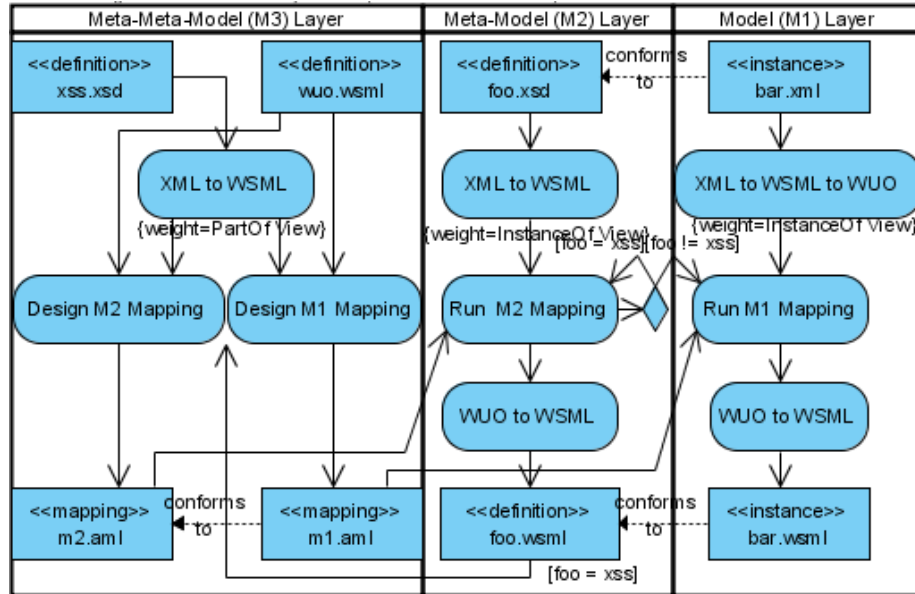 Meta-Meta-Model (M3) Layer
Meta-Model (M2) Layer
Model (M1) Layer
<<definition>>
xss.xsd
<<definition>>
wuo.wsml
<<definition>>
foo.xsd
conforms
to
<<instance>>
bar.xml
XML to WSML
XML to WSML
XML to WSML to WUO
{weight=PartOf View}
{weight=InstanceOf View}
{weight=InstanceOf View}
[foo = xss]
[foo != xss]
Design M2 Mapping
Design M1 Mapping
Run M2 Mapping
Run M1 Mapping
WUO to WSML
WUO to WSML
<<mapping>>
m2.aml
conforms
to
<<mapping>>
m1.aml
<<definition>>
foo.wsml
conforms
to
<<instance>>
bar.wsml
[foo = xss]